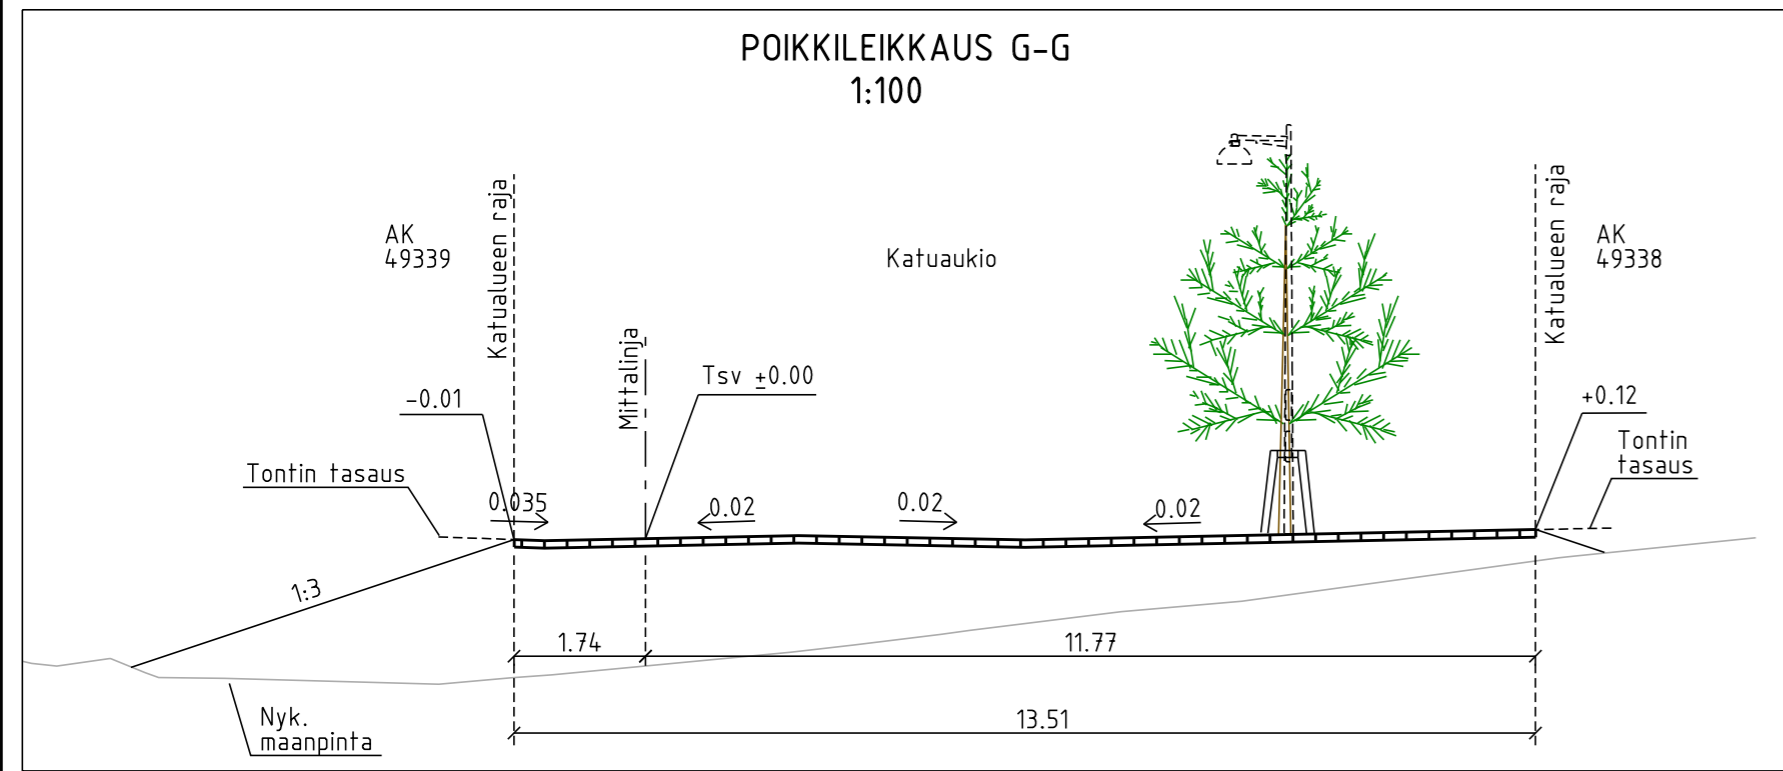 POIKKILEIKKAUS G-G
1:100
AK
49339
Katualueen raja
Mittalinja
Katuaukio
Katualueen raja
AK
49338
Tsv ±0.00
-0.01
+0.12
Tontin tasaus
Tontin
tasaus
0.035
0.02
0.02
0.02
1:3
1.74
11.77
13.51
Nyk.
maanpinta